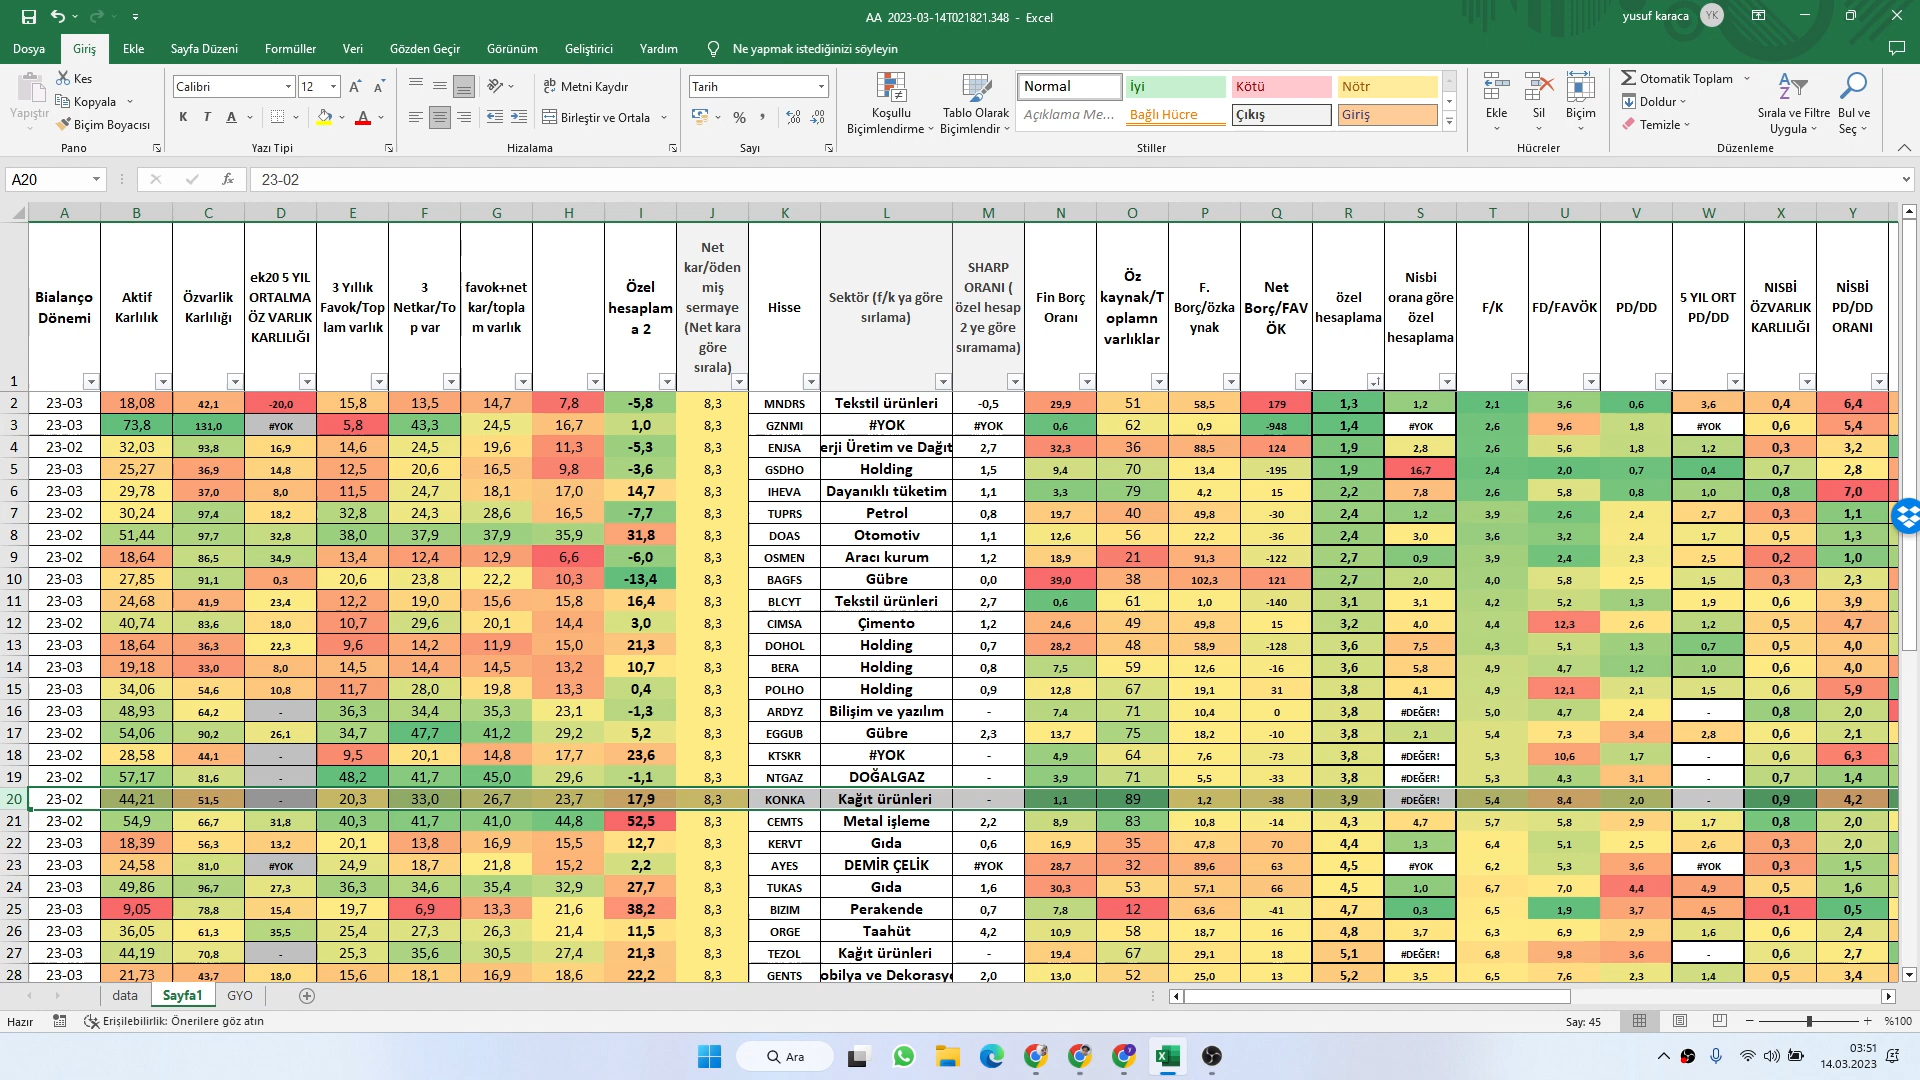 AA 2023-03-14T021821.348 - Excel
yusuf karaca YK
Dosya Giriş Ekle Sayfa Düzeni Formüller Veri Gözden Geçir Görünüm Geliştirici Yardım Ne yapmak istediğinizi söyleyin
Yapıştır
Kes
Kopyala
Biçim Boyacısı
Pano
Calibri 12
K T A
Yazı Tipi
Metni Kaydır
Birleştir ve Ortala
Hizalama
Tarih
Sayı
Koşullu Biçimlendirme
Tablo Olarak Biçimlendir
Normal İyi Kötü Nötr
Açıklama Me... Bağlı Hücre Çıkış Giriş
Stiller
Ekle Sil Biçim
Hücreler
Otomatik Toplam
Doldur
Temizle
Sırala ve Filtre Uygula
Bul ve Seç
Düzenleme
A20 fx 23-02
A B C D E F G H I J K L M N O P Q R S T U V W X Y
1 Bialanço Dönemi
Aktif Karlılık
Özvarlik Karlılığı
ek20 5 YIL ORTALMA ÖZ VARLIK KARLILIĞI
3 Yıllık Favok/Top lam varlık
3 Netkar/To p var
favok+net kar/topla m varlık
Özel hesaplam a 2
Net kar/öden miş sermaye (Net kara göre sırala)
Hisse
Sektör (f/k ya göre sırlama)
SHARP ORANI ( özel hesap 2 ye göre sıramama)
Fin Borç Oranı
Öz kaynak/T oplamn varlıklar
F. Borç/özka ynak
Net Borç/FAV ÖK
özel hesaplama
Nisbi orana göre özel hesaplama
F/K
FD/FAVÖK
PD/DD
5 YIL ORT PD/DD
NISBİ ÖZVARLIK KARLILIĞI
NİSBİ PD/DD ORANI
2 23-03 18,08 42,1 -20,0 15,8 13,5 14,7 7,8 -5,8 8,3 MNDRS Tekstil ürünleri -0,5 29,9 51 58,5 179 1,3 1,2 2,1 3,6 0,6 3,6 0,4 6,4
3 23-03 73,8 131,0 #YOK 5,8 43,3 24,5 16,7 1,0 8,3 GZNMI #YOK #YOK 0,6 62 0,9 -948 1,4 #YOK 2,6 9,6 1,8 #YOK 0,6 5,4
4 23-02 32,03 93,8 16,9 14,6 24,5 19,6 11,3 -5,3 8,3 ENJSA erji Üretim ve Dağıt 2,7 32,3 36 88,5 124 1,9 2,8 2,6 5,6 1,8 1,2 0,3 3,2
5 23-03 25,27 36,9 14,8 12,5 20,6 16,5 9,8 -3,6 8,3 GSDHO Holding 1,5 9,4 70 13,4 -195 1,9 16,7 2,4 2,0 0,7 0,4 0,7 2,8
6 23-03 29,78 37,0 8,0 11,5 24,7 18,1 17,0 14,7 8,3 IHEVA Dayanıklı tüketim 1,1 3,3 79 4,2 15 2,2 7,8 2,6 5,8 0,8 1,0 0,8 7,0
7 23-02 30,24 97,4 18,2 32,8 24,3 28,6 16,5 -7,7 8,3 TUPRS Petrol 0,8 19,7 40 49,8 -30 2,4 1,2 3,9 2,6 2,4 2,7 0,3 1,1
8 23-02 51,44 97,7 32,8 38,0 37,9 37,9 35,9 31,8 8,3 DOAS Otomotiv 1,1 12,6 56 22,2 -36 2,4 3,0 3,6 3,2 2,4 1,7 0,5 1,3
9 23-02 18,64 86,5 34,9 13,4 12,4 12,9 6,6 -6,0 8,3 OSMEN Aracı kurum 1,2 18,9 21 91,3 -122 2,7 0,9 3,9 2,4 2,3 2,5 0,2 1,0
10 23-03 27,85 91,1 0,3 20,6 23,8 22,2 10,3 -13,4 8,3 BAGFS Gübre 0,0 39,0 38 102,3 121 2,7 2,0 4,0 5,8 2,5 1,5 0,3 2,3
11 23-03 24,68 41,9 23,4 12,2 19,0 15,6 15,8 16,4 8,3 BLCYT Tekstil ürünleri 2,7 0,6 61 1,0 -140 3,1 3,1 4,2 5,2 1,3 1,9 0,6 3,9
12 23-02 40,74 83,6 18,0 10,7 29,6 20,1 14,4 3,0 8,3 CIMSA Çimento 1,2 24,6 49 49,8 15 3,2 4,0 4,4 12,3 2,6 1,2 0,5 4,7
13 23-03 18,64 36,3 22,3 9,6 14,2 11,9 15,0 21,3 8,3 DOHOL Holding 0,6 28,2 48 58,9 -128 3,6 7,5 4,3 5,1 1,3 0,7 0,5 4,0
14 23-03 19,18 33,0 8,0 14,5 14,4 14,5 13,2 10,7 8,3 BERA Holding 0,8 7,5 59 12,6 -16 3,6 5,8 4,9 4,7 1,2 1,0 0,6 4,0
15 23-03 34,06 54,6 10,8 11,7 28,0 19,8 13,3 0,4 8,3 POLHO Holding 0,9 12,8 67 19,1 31 3,8 4,1 4,9 12,1 2,1 1,5 0,6 5,9
16 23-03 48,93 64,2 - 36,3 34,4 35,3 23,1 -1,3 8,3 ARDYZ Bilişim ve yazılım - 7,4 71 10,4 0 3,8 #DEĞER! 5,0 4,7 2,4 - 0,8 2,0
17 23-03 54,06 90,2 26,1 34,7 47,7 41,2 29,2 5,2 8,3 EGGUB Gübre 2,3 13,7 75 18,2 -10 3,8 2,1 5,4 7,3 3,4 2,8 0,6 2,1
18 23-02 28,58 44,1 - 9,5 20,1 14,8 17,7 23,6 8,3 KTSKR #YOK - 4,9 64 7,6 -73 3,8 #DEĞER! 5,3 10,6 1,7 - 0,6 6,3
19 23-02 57,17 81,6 - 48,2 41,7 45,0 29,6 -1,1 8,3 NTGAZ DOĞALGAZ - 3,9 71 5,5 -33 3,8 #DEĞER! 5,3 4,3 3,1 - 0,7 1,4
20 23-02 44,21 51,5 - 20,3 33,0 26,7 23,7 17,9 8,3 KONKA Kağıt ürünleri - 1,1 89 1,2 -38 3,9 #DEĞER! 5,4 8,4 2,0 - 0,9 4,2
21 23-02 54,9 66,7 31,8 40,3 41,7 41,0 44,8 52,5 8,3 CEMTS Metal işleme 2,2 8,9 83 10,8 -14 4,3 4,7 5,7 5,8 2,9 1,7 0,8 2,0
22 23-03 18,39 56,3 13,2 20,1 13,8 16,9 15,5 12,7 8,3 KERVT Gıda 0,6 16,9 35 47,8 70 4,4 1,3 6,4 5,1 2,5 2,6 0,3 2,0
23 23-03 24,58 81,0 #YOK 24,9 18,7 21,8 15,2 2,2 8,3 AYES DEMİR ÇELİK #YOK 28,7 32 89,6 63 4,5 #YOK 6,2 5,3 3,6 #YOK 0,3 1,5
24 23-03 49,86 96,7 27,3 36,3 34,6 35,4 32,9 27,7 8,3 TUKAS Gıda 1,6 30,3 53 57,1 66 4,5 1,0 6,7 7,0 4,4 4,9 0,5 1,6
25 23-03 9,05 78,8 15,4 19,7 6,9 13,3 21,6 38,2 8,3 BIZIM Perakende 0,7 7,8 12 63,6 -41 4,7 0,3 6,5 1,9 3,7 4,5 0,1 0,5
26 23-03 36,05 61,3 35,5 25,4 27,3 26,3 21,4 11,5 8,3 ORGE Taahüt 4,2 10,9 58 18,7 16 4,8 3,7 6,3 6,9 2,9 1,6 0,6 2,4
27 23-03 44,19 70,8 - 25,3 35,6 30,5 27,4 21,3 8,3 TEZOL Kağıt ürünleri - 19,4 67 29,1 18 5,1 #DEĞER! 6,8 9,8 3,6 - 0,6 2,7
28 23-03 21,73 43,7 18,0 15,6 18,1 16,9 18,6 22,2 8,3 GENTS obilya ve Dekorasyo 2,0 13,0 52 25,0 13 5,2 3,5 6,5 7,6 2,3 1,4 0,5 3,4
data Sayfa1 GYO
Hazır Erişilebilirlik: Önerilere göz atın Say: 45 %100
Ara
03:51
14.03.2023